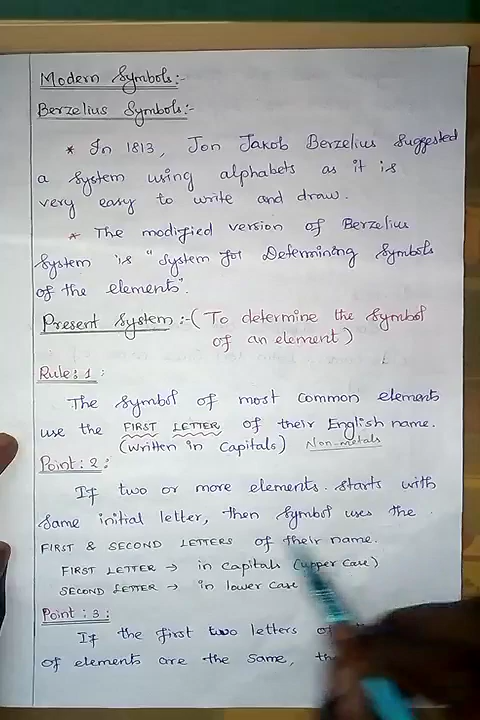 Modern Symbols:-
Berzelius Symbols:-
* In 1813, Jon Jakob Berzelius suggested
a system using alphabets as it is
very easy to write and draw.
* The modified version of Berzelius
System is "System for Determining Symbols
of the elements".
Present System:-( To determine the symbol
of an element)
Rule: 1:
The symbol of most common elements
use the FIRST LETTER of their English name.
(written in Capitals) Non-metals
Point: 2:
If two or more elements starts with
same initial letter, then symbol uses the
FIRST & SECOND LETTERS of their name.
FIRST LETTER → in capitals (upper case)
SECOND LETTER → in lower case
Point: 3:
If the first two letters
of elements are the same,